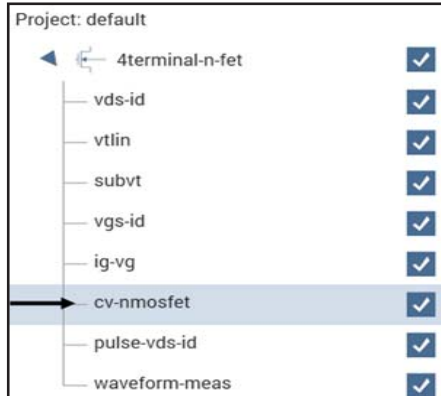 Project: default
4terminal-n-fet
vds-id
vtlin
subvt
vgs-id
ig-vg
cv-nmosfet
pulse-vds-id
waveform-meas